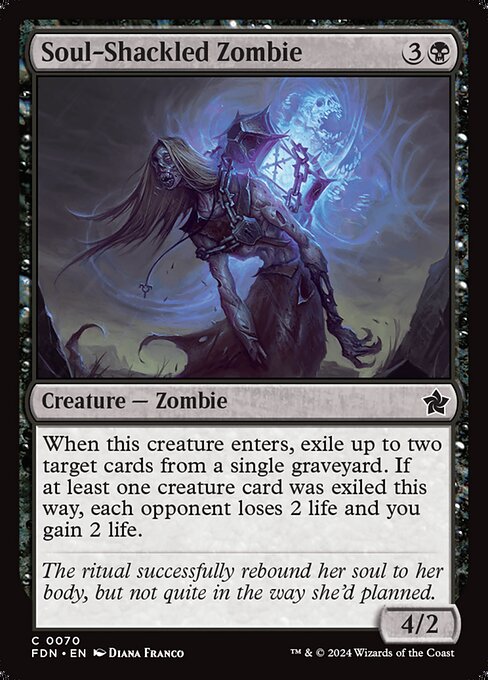 Soul-Shackled Zombie 3
Creature — Zombie
When this creature enters, exile up to two
target cards from a single graveyard. If
at least one creature card was exiled this
way, each opponent loses 2 life and you
gain 2 life.
The ritual successfully rebound her soul to her
body, but not quite in the way she’d planned.
4/2
C 0070
FDN • EN Diana Franco ™ & © 2024 Wizards of the Coast